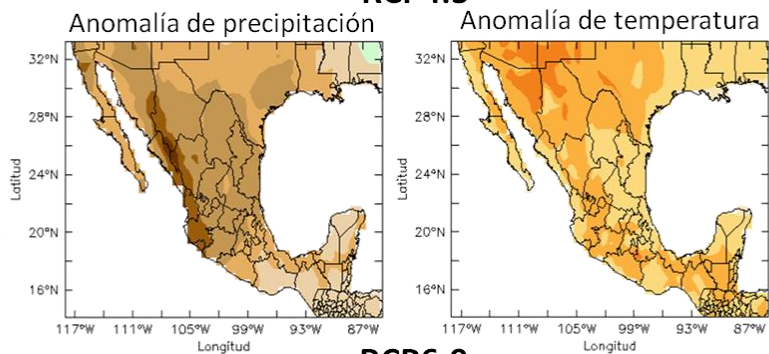 Anomalía de precipitación
Anomalía de temperatura
32°N
28°N
24°N
20°N
16°N
Latitud
117°W 111°W 105°W 99°W 93°W 87°W
Longitud
32°N
28°N
24°N
20°N
16°N
Latitud
117°W 111°W 105°W 99°W 93°W 87°W
Longitud